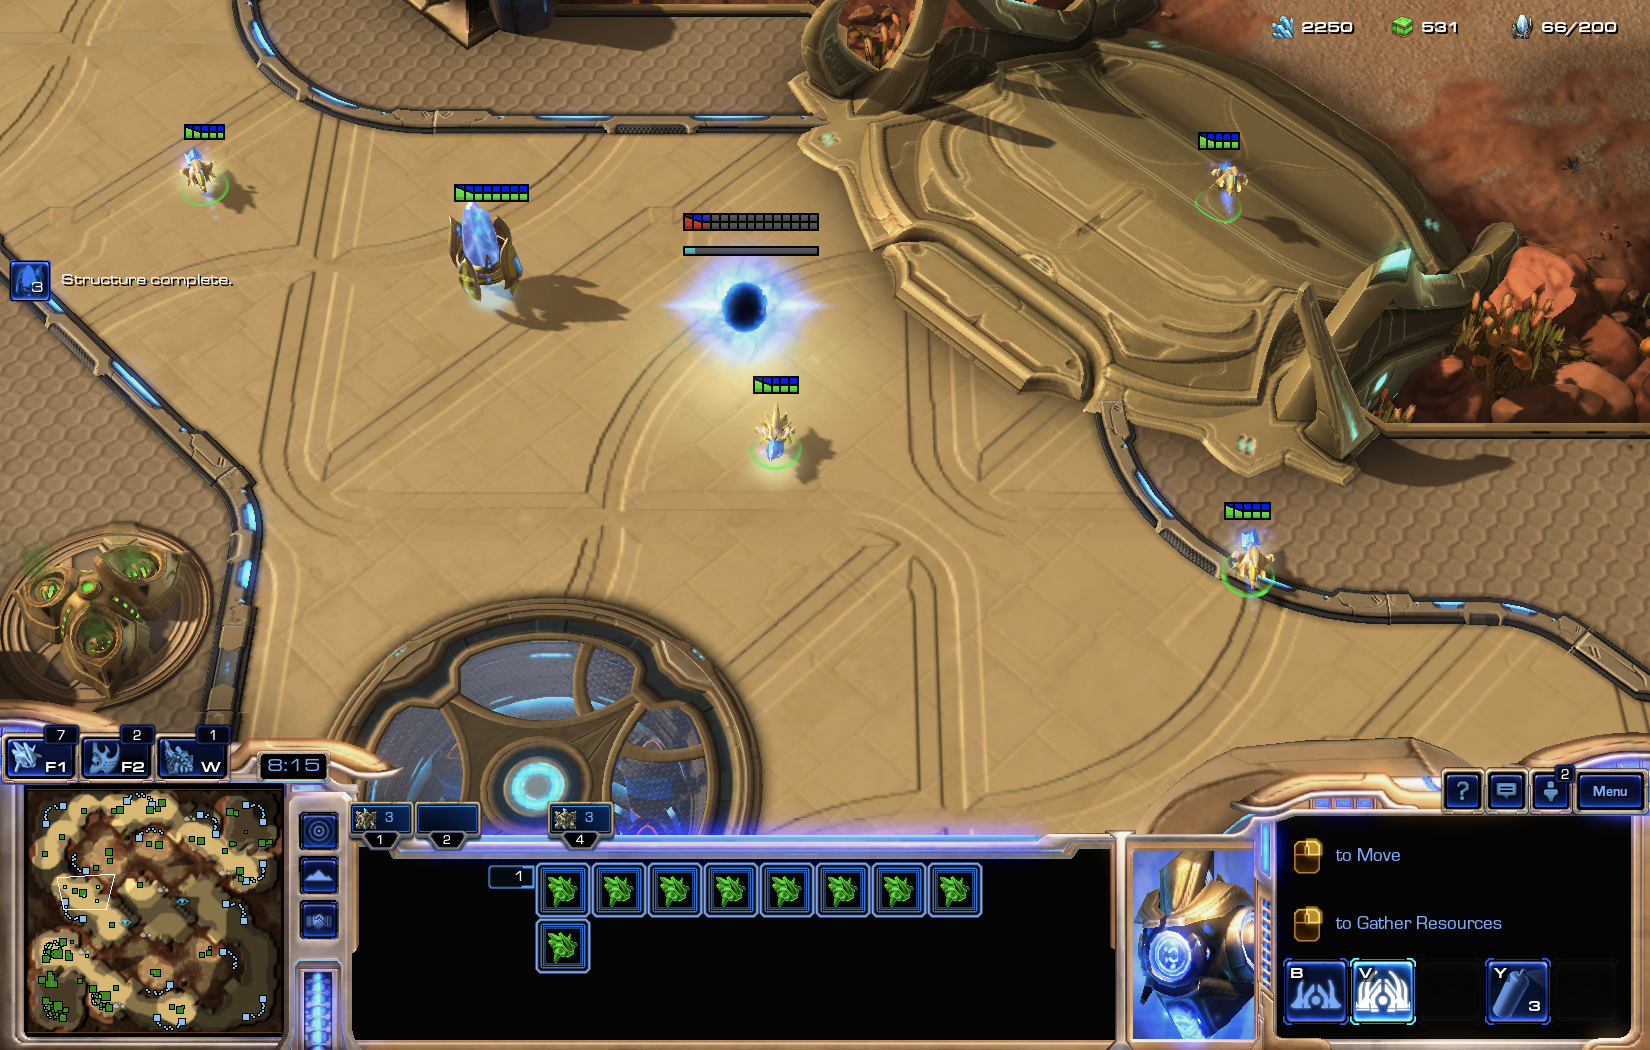 2250 531 66/200
3 Structure complete.
7 2 1
F1 F2 W
8:15
2
? Menu
3 3
1 2 4
1
to Move
to Gather Resources
B V Y
3